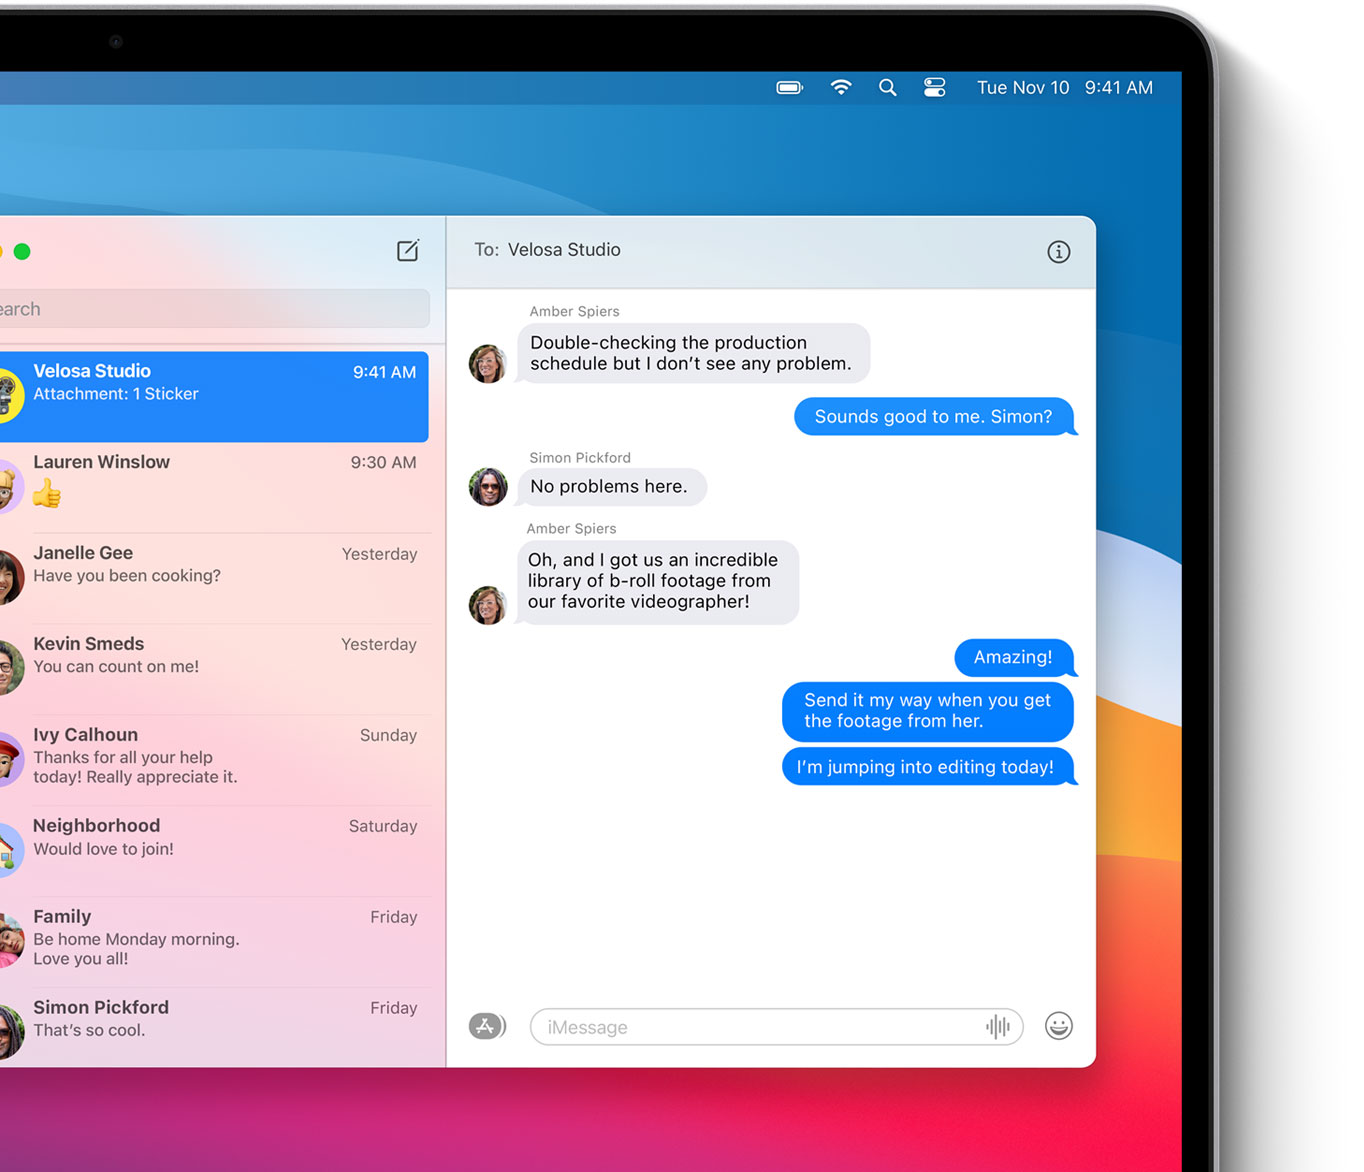 Tue Nov 10 9:41 AM
To: Velosa Studio
earch
Velosa Studio 9:41 AM
Attachment: 1 Sticker
Lauren Winslow 9:30 AM
Janelle Gee Yesterday
Have you been cooking?
Kevin Smeds Yesterday
You can count on me!
Ivy Calhoun Sunday
Thanks for all your help
today! Really appreciate it.
Neighborhood Saturday
Would love to join!
Family Friday
Be home Monday morning.
Love you all!
Simon Pickford Friday
That’s so cool.
Amber Spiers
Double-checking the production
schedule but I don’t see any problem.
Sounds good to me. Simon?
Simon Pickford
No problems here.
Amber Spiers
Oh, and I got us an incredible
library of b-roll footage from
our favorite videographer!
Amazing!
Send it my way when you get
the footage from her.
I’m jumping into editing today!
iMessage